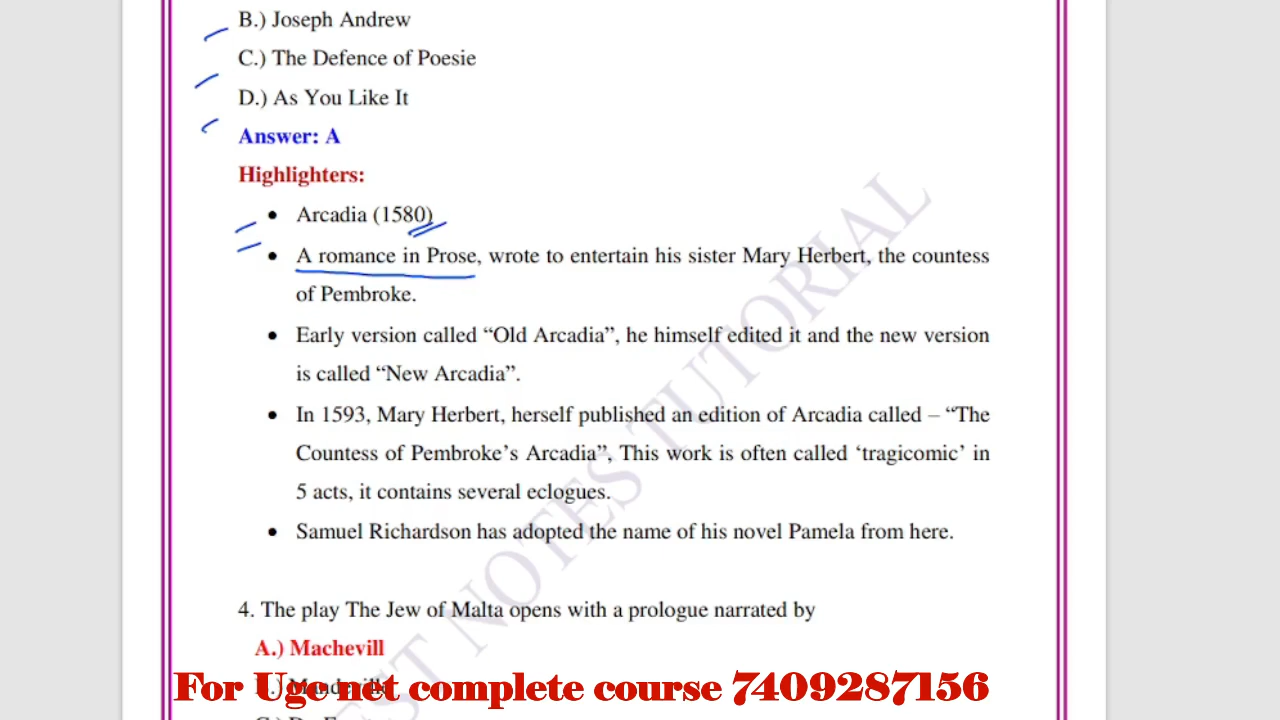 B.) Joseph Andrew
C.) The Defence of Poesie
D.) As You Like It
Answer: A
Highlighters:
• Arcadia (1580)
• A romance in Prose, wrote to entertain his sister Mary Herbert, the countess
of Pembroke.
• Early version called “Old Arcadia”, he himself edited it and the new version
is called “New Arcadia”.
• In 1593, Mary Herbert, herself published an edition of Arcadia called – “The
Countess of Pembroke’s Arcadia”, This work is often called ‘tragicomic’ in
5 acts, it contains several eclogues.
• Samuel Richardson has adopted the name of his novel Pamela from here.
4. The play The Jew of Malta opens with a prologue narrated by
A.) Machevill
For Ugc net complete course 7409287156
NOTES TUTORIAL